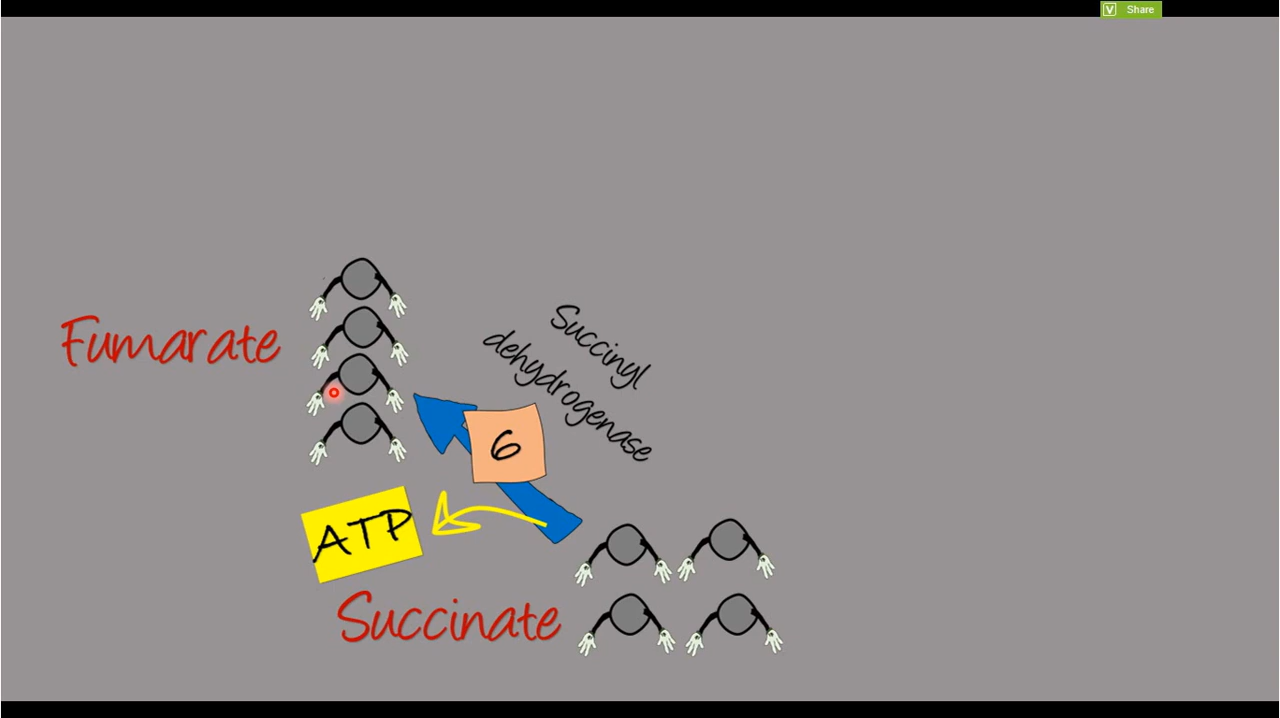 V Share
Fumarate
Succinyl
dehydrogenase
6
ATP
Succinate